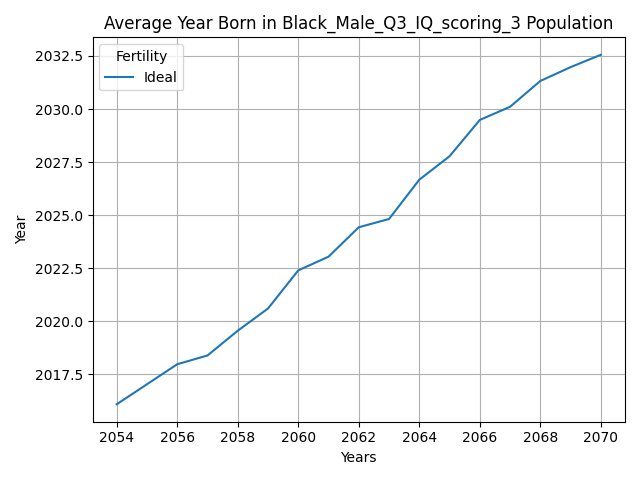 Average Year Born in Black_Male_Q3_IQ_scoring_3 Population
Fertility
Ideal
Year
2032.5
2030.0
2027.5
2025.0
2022.5
2020.0
2017.5
2054 2056 2058 2060 2062 2064 2066 2068 2070
Years